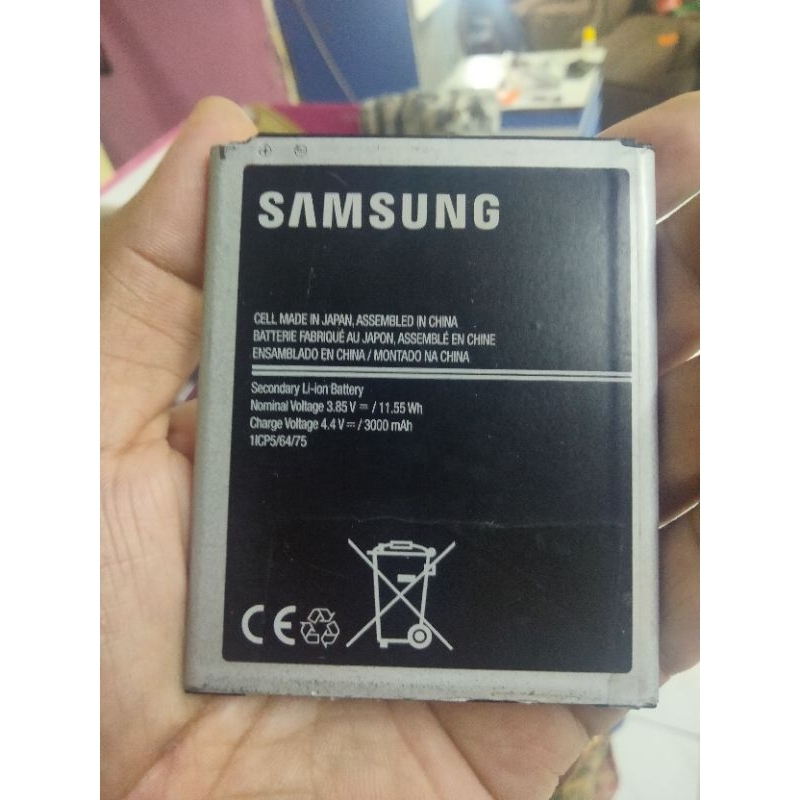 + -
SAMSUNG
CELL MADE IN JAPAN, ASSEMBLED IN CHINA
BATTERIE FABRIQUÉ AU JAPON, ASSEMBLÉ EN CHINE
ENSAMBLADO EN CHINA / MONTADO NA CHINA
Secondary Li-ion Battery
Nominal Voltage 3.85 V ⎓ / 11.55 Wh
Charge Voltage 4.4 V ⎓ / 3000 mAh
1ICP5/64/75
CE